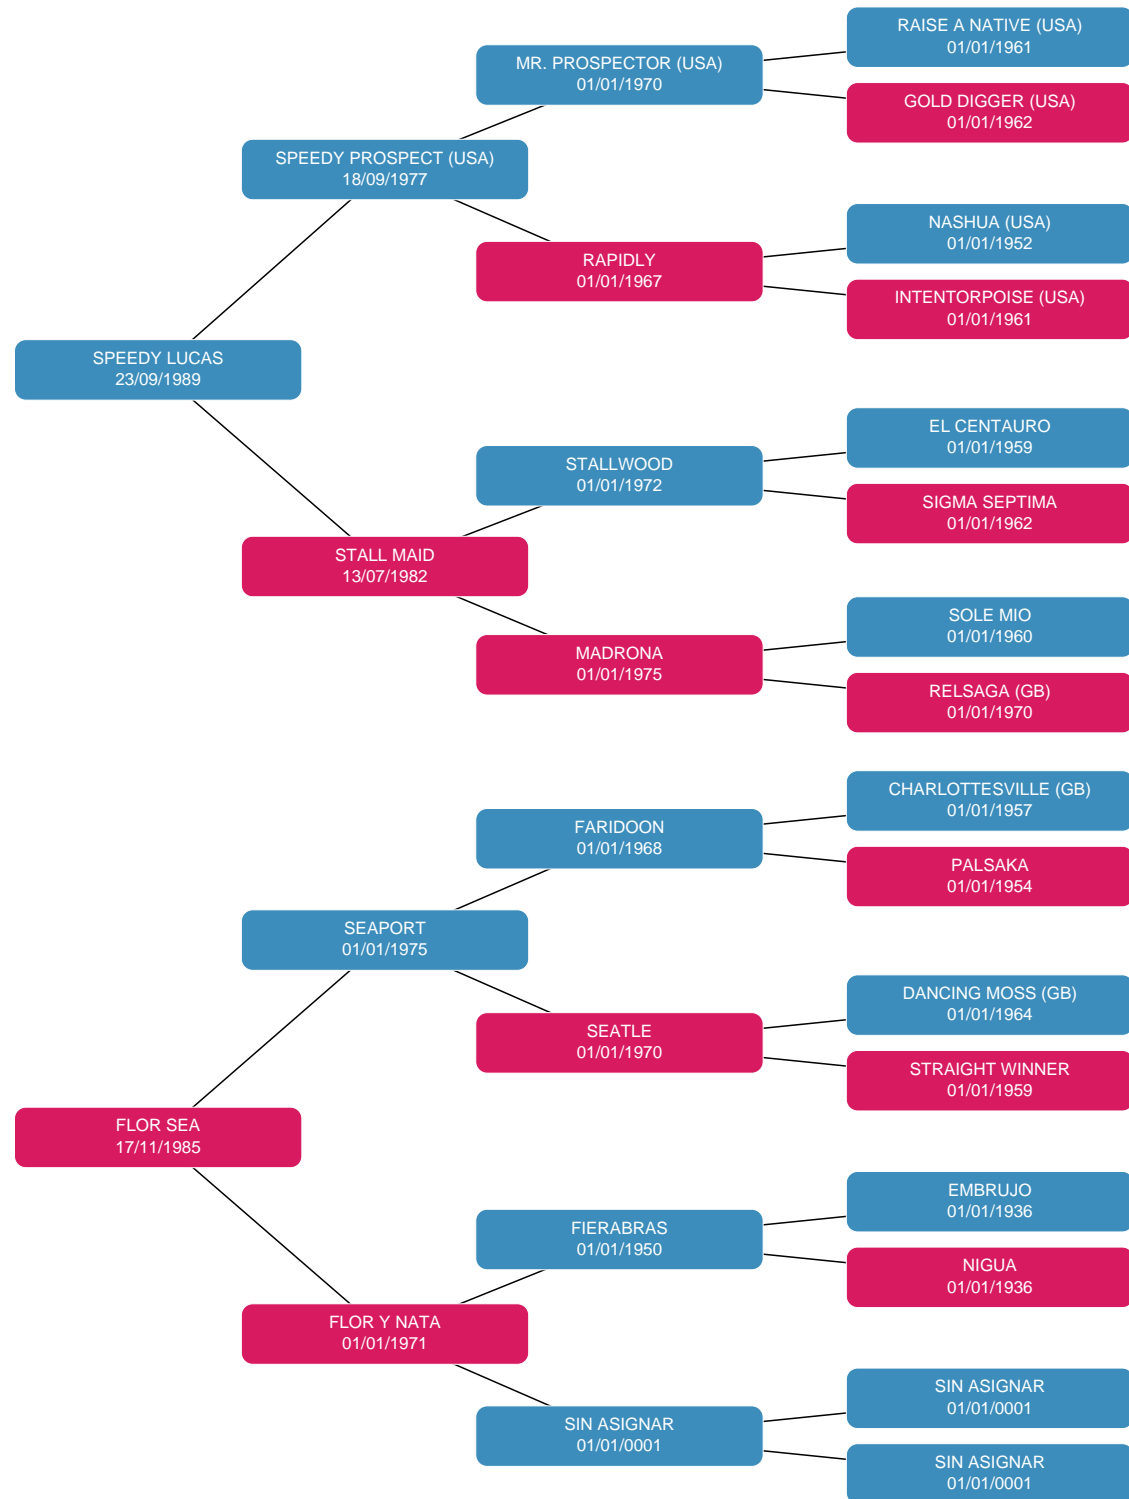 RAISE A NATIVE (USA)
01/01/1961
MR. PROSPECTOR (USA)
01/01/1970
GOLD DIGGER (USA)
01/01/1962
SPEEDY PROSPECT (USA)
18/09/1977
NASHUA (USA)
01/01/1952
RAPIDLY
01/01/1967
INTENTORPOISE (USA)
01/01/1961
SPEEDY LUCAS
23/09/1989
EL CENTAURO
01/01/1959
STALLWOOD
01/01/1972
SIGMA SEPTIMA
01/01/1962
STALL MAID
13/07/1982
SOLE MIO
01/01/1960
MADRONA
01/01/1975
RELSAGA (GB)
01/01/1970
CHARLOTTESVILLE (GB)
01/01/1957
FARIDOON
01/01/1968
PALSAKA
01/01/1954
SEAPORT
01/01/1975
DANCING MOSS (GB)
01/01/1964
SEATLE
01/01/1970
STRAIGHT WINNER
01/01/1959
FLOR SEA
17/11/1985
EMBRUJO
01/01/1936
FIERABRAS
01/01/1950
NIGUA
01/01/1936
FLOR Y NATA
01/01/1971
SIN ASIGNAR
01/01/0001
SIN ASIGNAR
01/01/0001
SIN ASIGNAR
01/01/0001